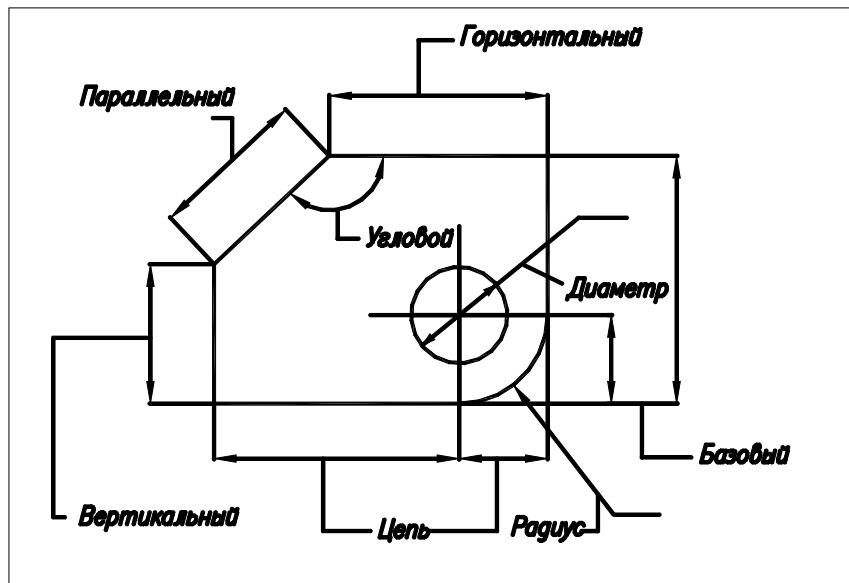 Горизонтальный
Параллельный
Угловой
Диаметр
Базовый
Вертикальный
Цепь
Радиус